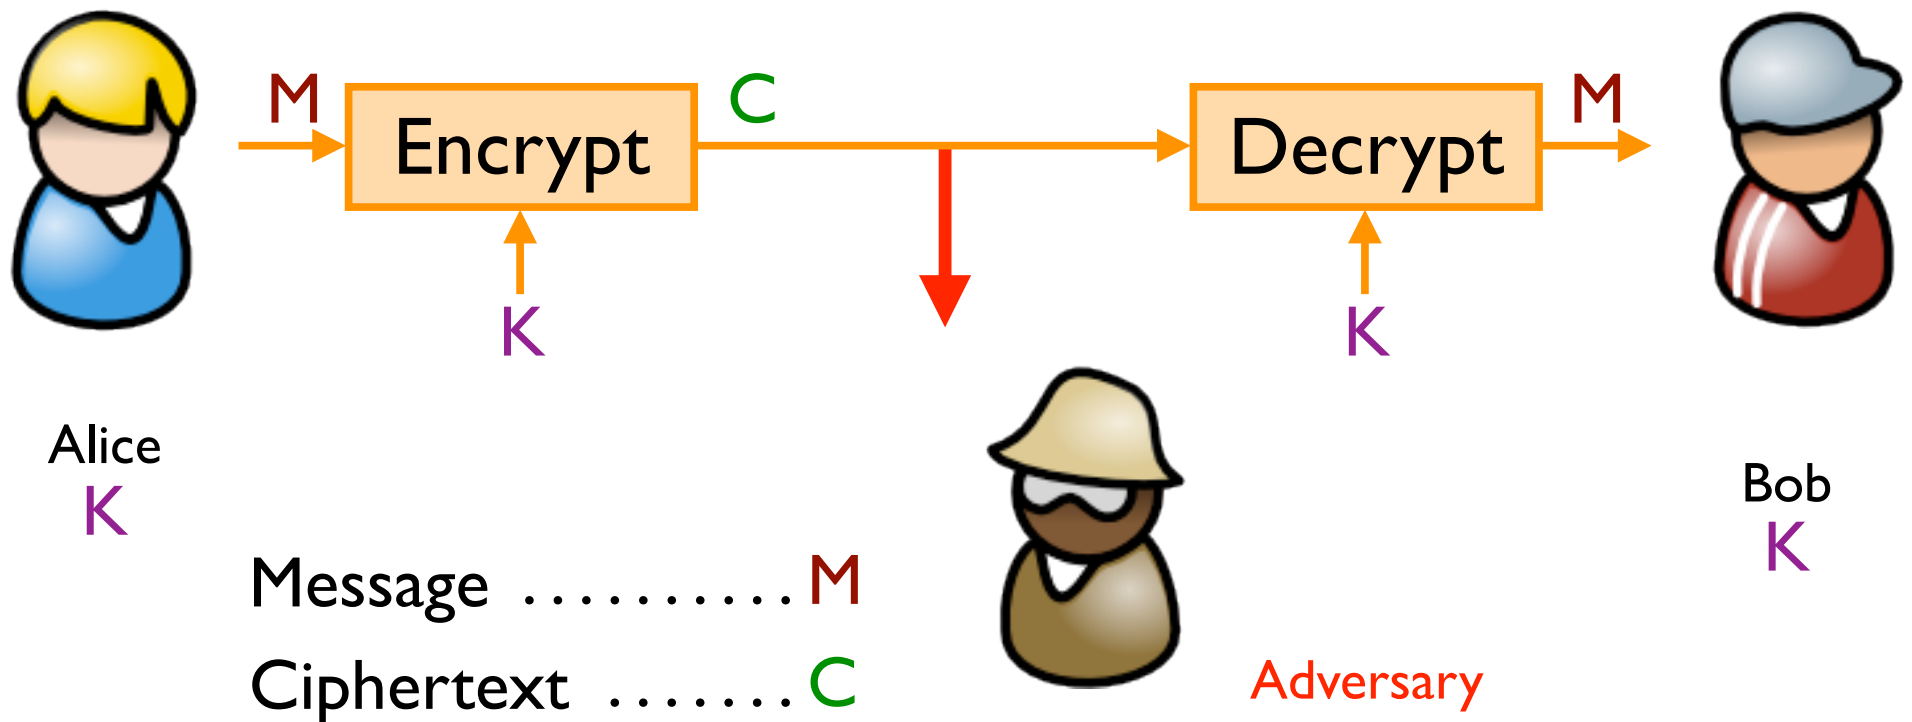 M
C
M
Encrypt
Decrypt
K
K
Alice
K
Bob
K
Message .......... M
Ciphertext ....... C
Adversary